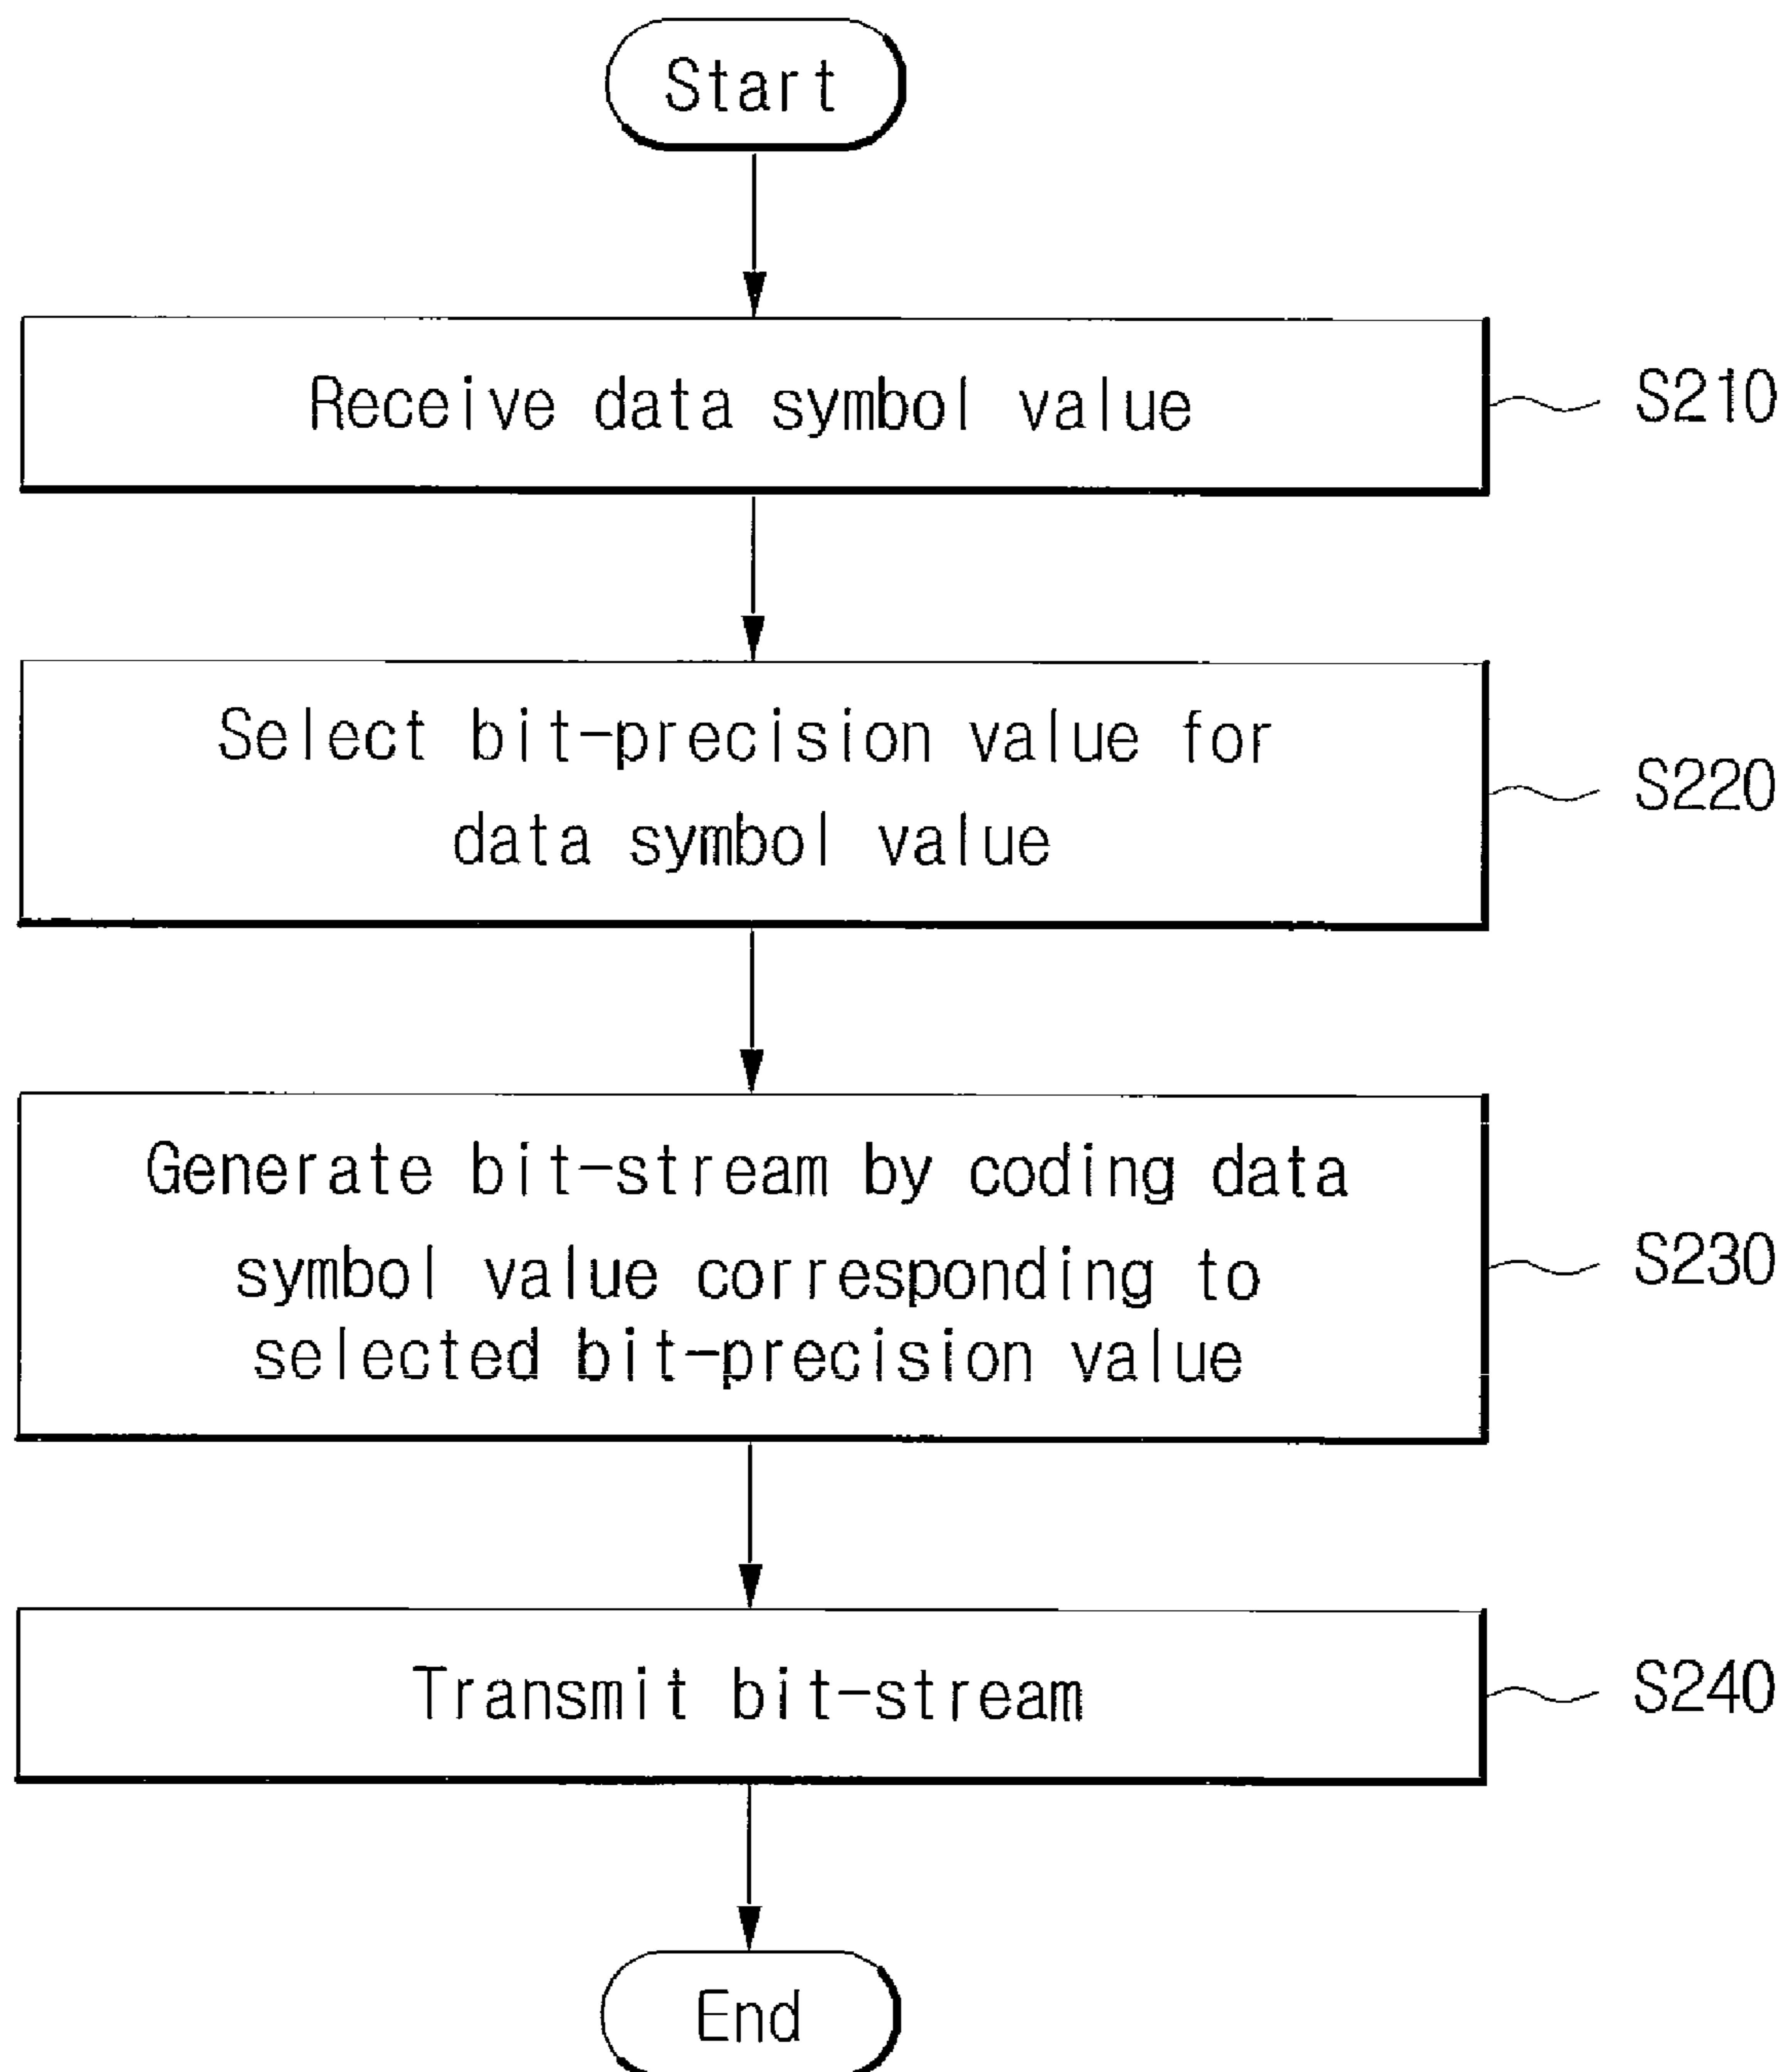 Start
Receive data symbol value
S210
Select bit-precision value for
data symbol value
S220
Generate bit-stream by coding data
symbol value corresponding to
selected bit-precision value
S230
Transmit bit-stream
S240
End